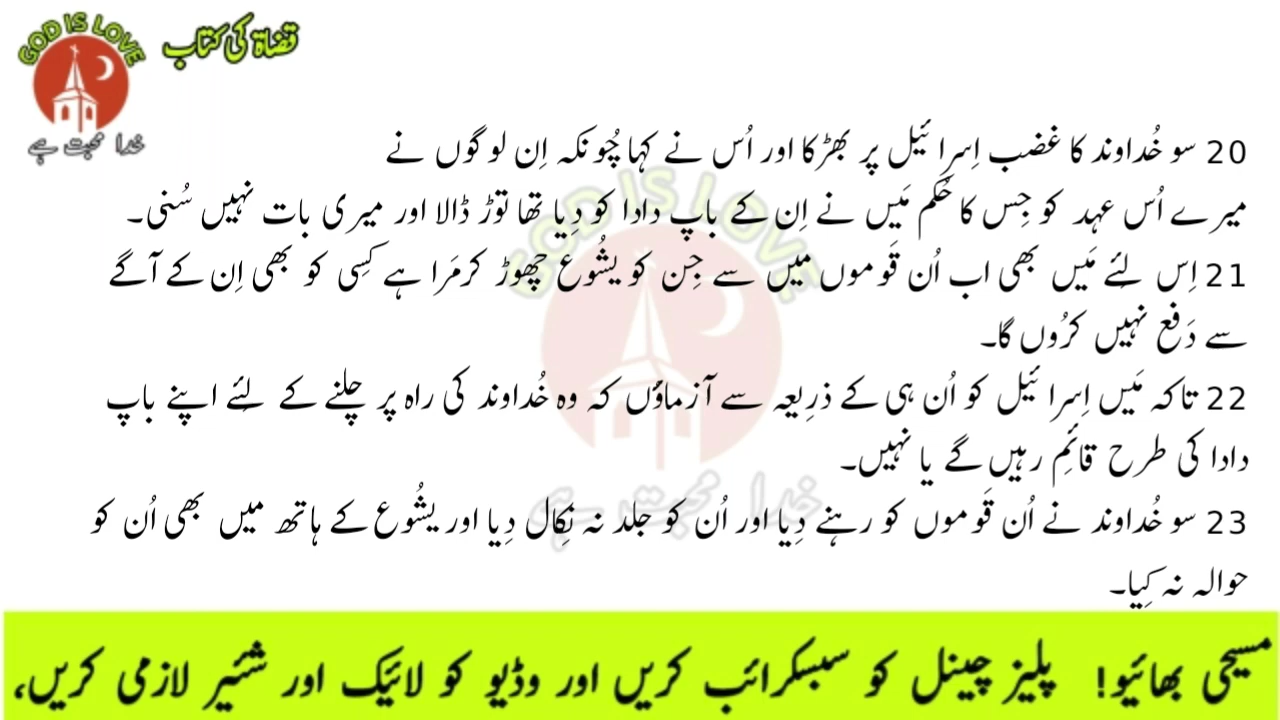 GOD IS LOVE
خدا محبت ہے
قضاۃ کی کتاب
20 سو خُداوند کا غضب اِسرائیل پر بھڑکا اور اُس نے کہا چُونکہ اِن لوگوں نے
میرے اُس عہد کو جِس کا حُکم مَیں نے اِن کے باپ دادا کو دِیا تھا توڑ ڈالا اور میری بات نہیں سُنی۔
21 اِس لِئے مَیں بھی اب اُن قَوموں میں سے جِن کو یشُوع چھوڑ کر مَرا ہے کسِی کو بھی اِن کے آگے
سے دَفع نہیں کرُوں گا۔
22 تاکہ مَیں اِسرائیل کو اُن ہی کے ذرِیعہ سے آزماؤں کہ وہ خُداوند کی راہ پر چلنے کے لِئے اپنے باپ
دادا کی طرح قائِم رہیں گے یا نہیں۔
23 سو خُداوند نے اُن قَوموں کو رہنے دِیا اور اُن کو جلد نہ نِکال دِیا اور یشُوع کے ہاتھ میں بھی اُن کو
حوالہ نہ کِیا۔
GOD IS LOVE
خدا محبت ہے
مسیحی بھائیو! پلیز چینل کو سبسکرائب کریں اور وڈیو کو لائیک اور شئیر لازمی کریں،